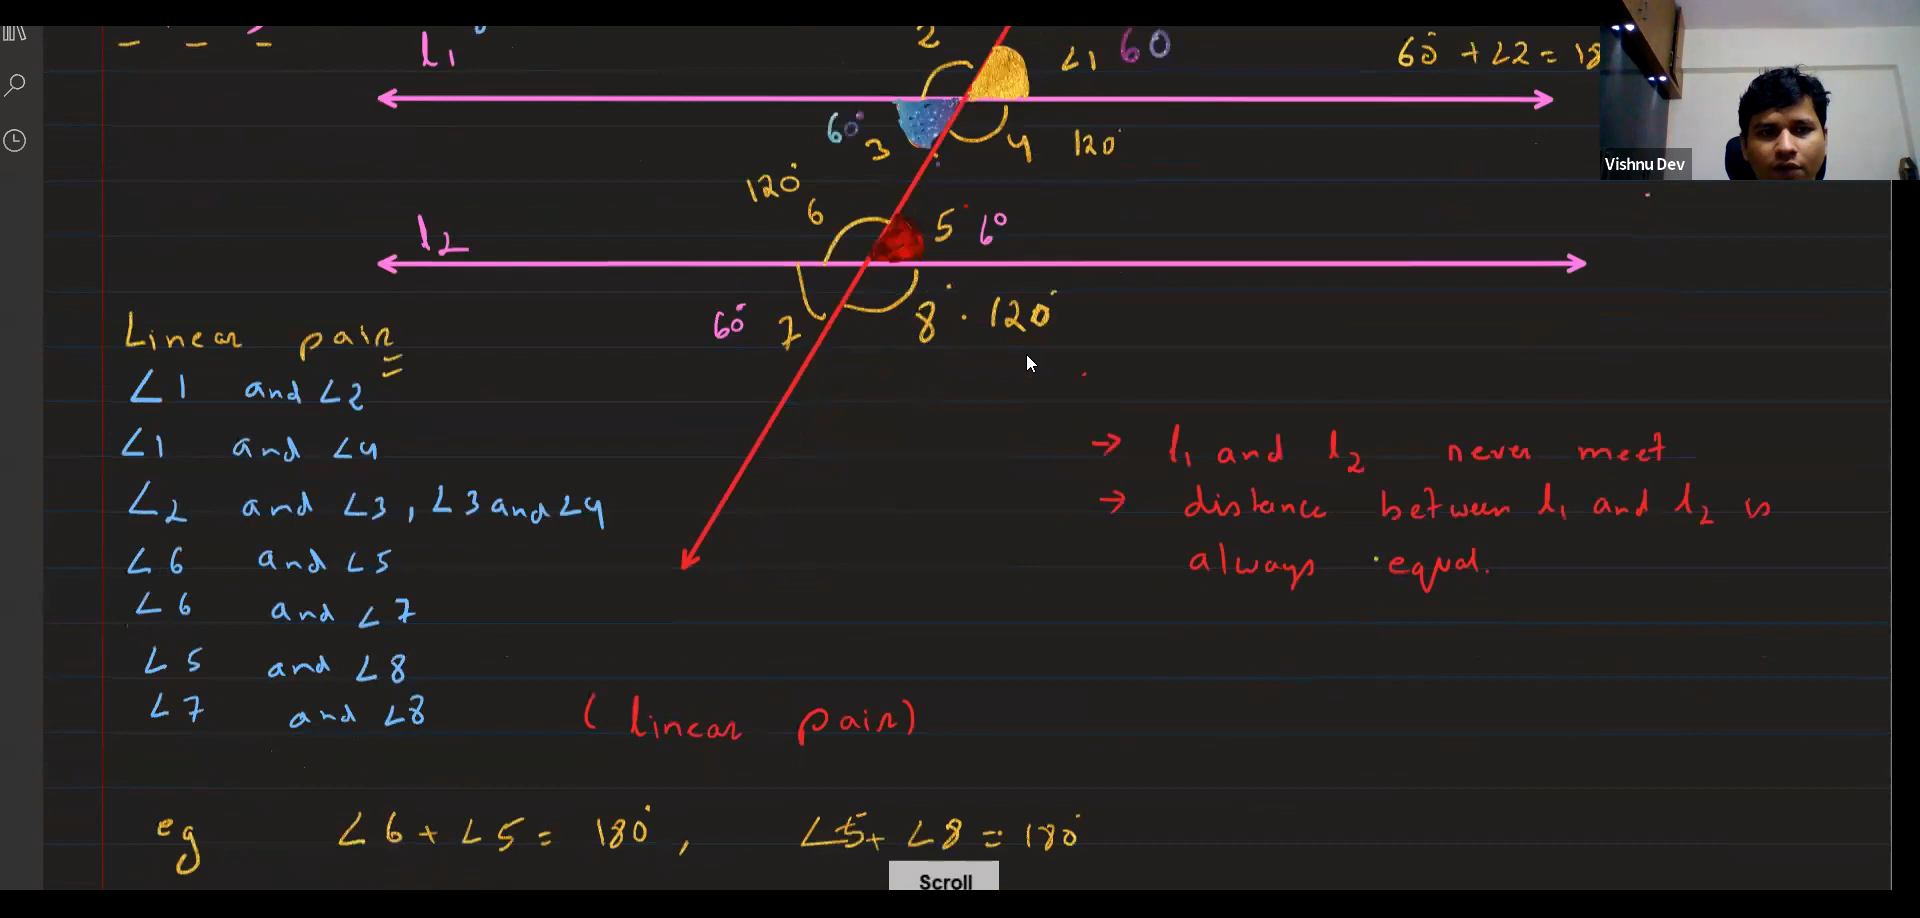 l1
2
∠1 60
60° + ∠2 = 18
60° 3
4 120°
Vishnu Dev
120°
6
5 60
l2
60° 7
8 . 120°
Linear pair
∠1 and ∠2
∠1 and ∠4
∠2 and ∠3, ∠3 and ∠4
∠6 and ∠5
∠6 and ∠7
∠5 and ∠8
∠7 and ∠8
(linear pair)
→ l1 and l2 never meet
→ distance between l1 and l2 is
always equal.
eg ∠6 + ∠5 = 180°, ∠5 + ∠8 = 180°
Scroll